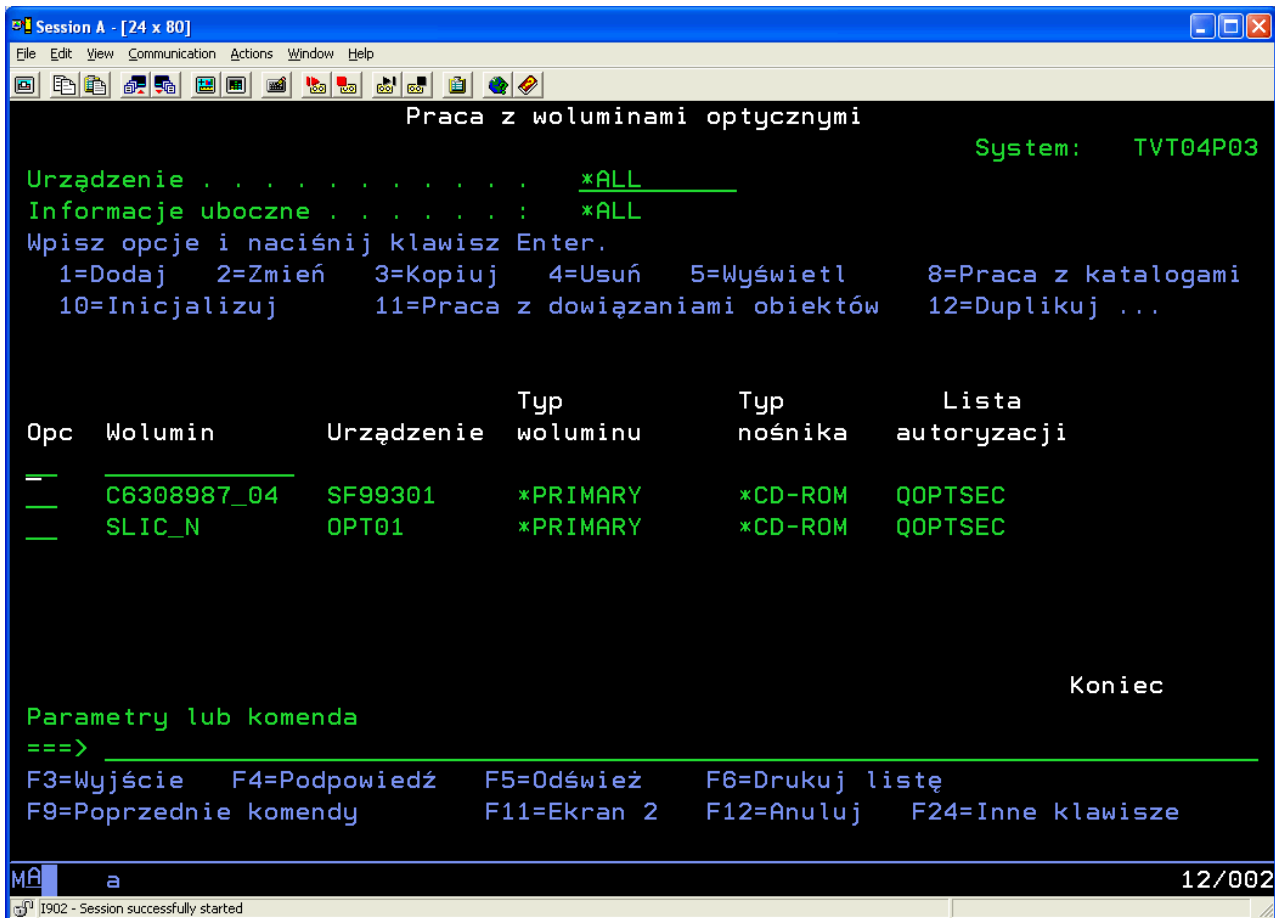 Session A - [24 x 80]
File Edit View Communication Actions Window Help
Praca z woluminami optycznymi
System: TVT04P03
Urządzenie . . . . . . . . . . . *ALL
Informacje uboczne . . . . . . : *ALL
Wpisz opcje i naciśnij klawisz Enter.
1=Dodaj 2=Zmień 3=Kopiuj 4=Usuń 5=Wyświetl 8=Praca z katalogami
10=Inicjalizuj 11=Praca z dowiązaniami obiektów 12=Duplikuj ...
Typ Typ Lista
Opc Wolumin Urządzenie woluminu nośnika autoryzacji
C6308987_04 SF99301 *PRIMARY *CD-ROM QOPTSEC
SLIC_N OPT01 *PRIMARY *CD-ROM QOPTSEC
Koniec
Parametry lub komenda
===>
F3=Wyjście F4=Podpowiedź F5=Odśwież F6=Drukuj listę
F9=Poprzednie komendy F11=Ekran 2 F12=Anuluj F24=Inne klawisze
MA a 12/002
I902 - Session successfully started